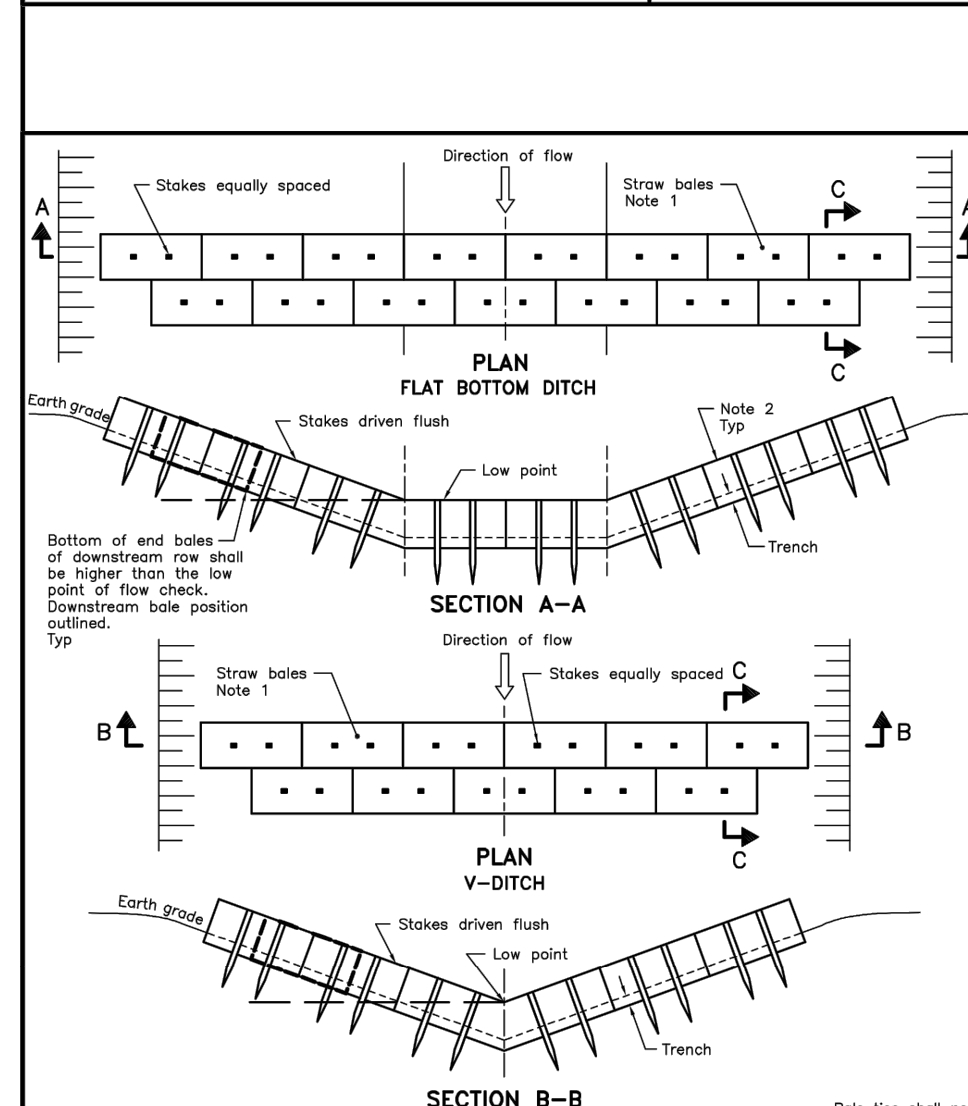 Direction of flow
Stakes equally spaced
Straw bales
Note 1
C
A
A
C
PLAN
FLAT BOTTOM DITCH
Earth grade
Stakes driven flush
Note 2
Typ
Low point
Trench
Bottom of end bales
of downstream row shall
be higher than the low
point of flow check.
Downstream bale position
outlined.
Typ
SECTION A-A
Direction of flow
Straw bales
Note 1
Stakes equally spaced
C
B
B
C
PLAN
V-DITCH
Earth grade
Stakes driven flush
Low point
Trench
SECTION B-B